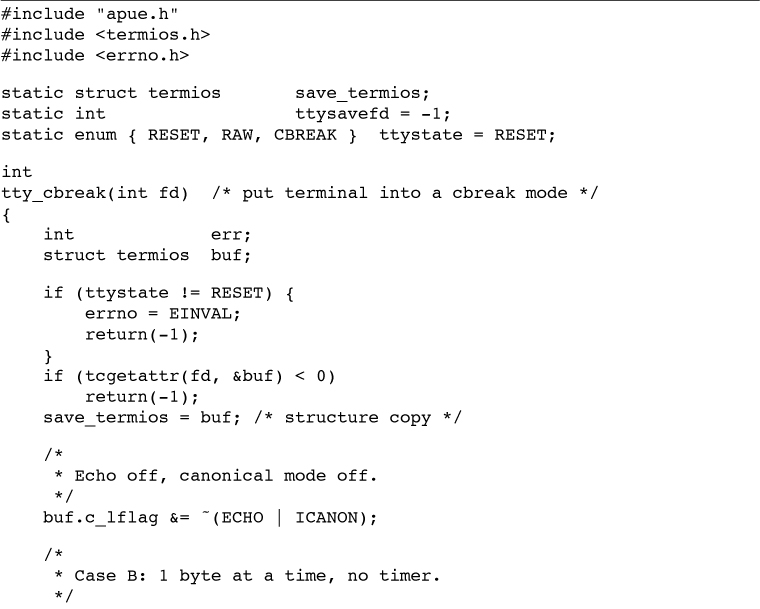 #include "apue.h"
#include <termios.h>
#include <errno.h>
static struct termios       save_termios;
static int                  ttysavefd = -1;
static enum { RESET, RAW, CBREAK }  ttystate = RESET;
int
tty_cbreak(int fd)  /* put terminal into a cbreak mode */
{
    int             err;
    struct termios  buf;
    if (ttystate != RESET) {
        errno = EINVAL;
        return(-1);
    }
    if (tcgetattr(fd, &buf) < 0)
        return(-1);
    save_termios = buf; /* structure copy */
    /*
     * Echo off, canonical mode off.
     */
    buf.c_lflag &= ~(ECHO | ICANON);
    /*
     * Case B: 1 byte at a time, no timer.
     */